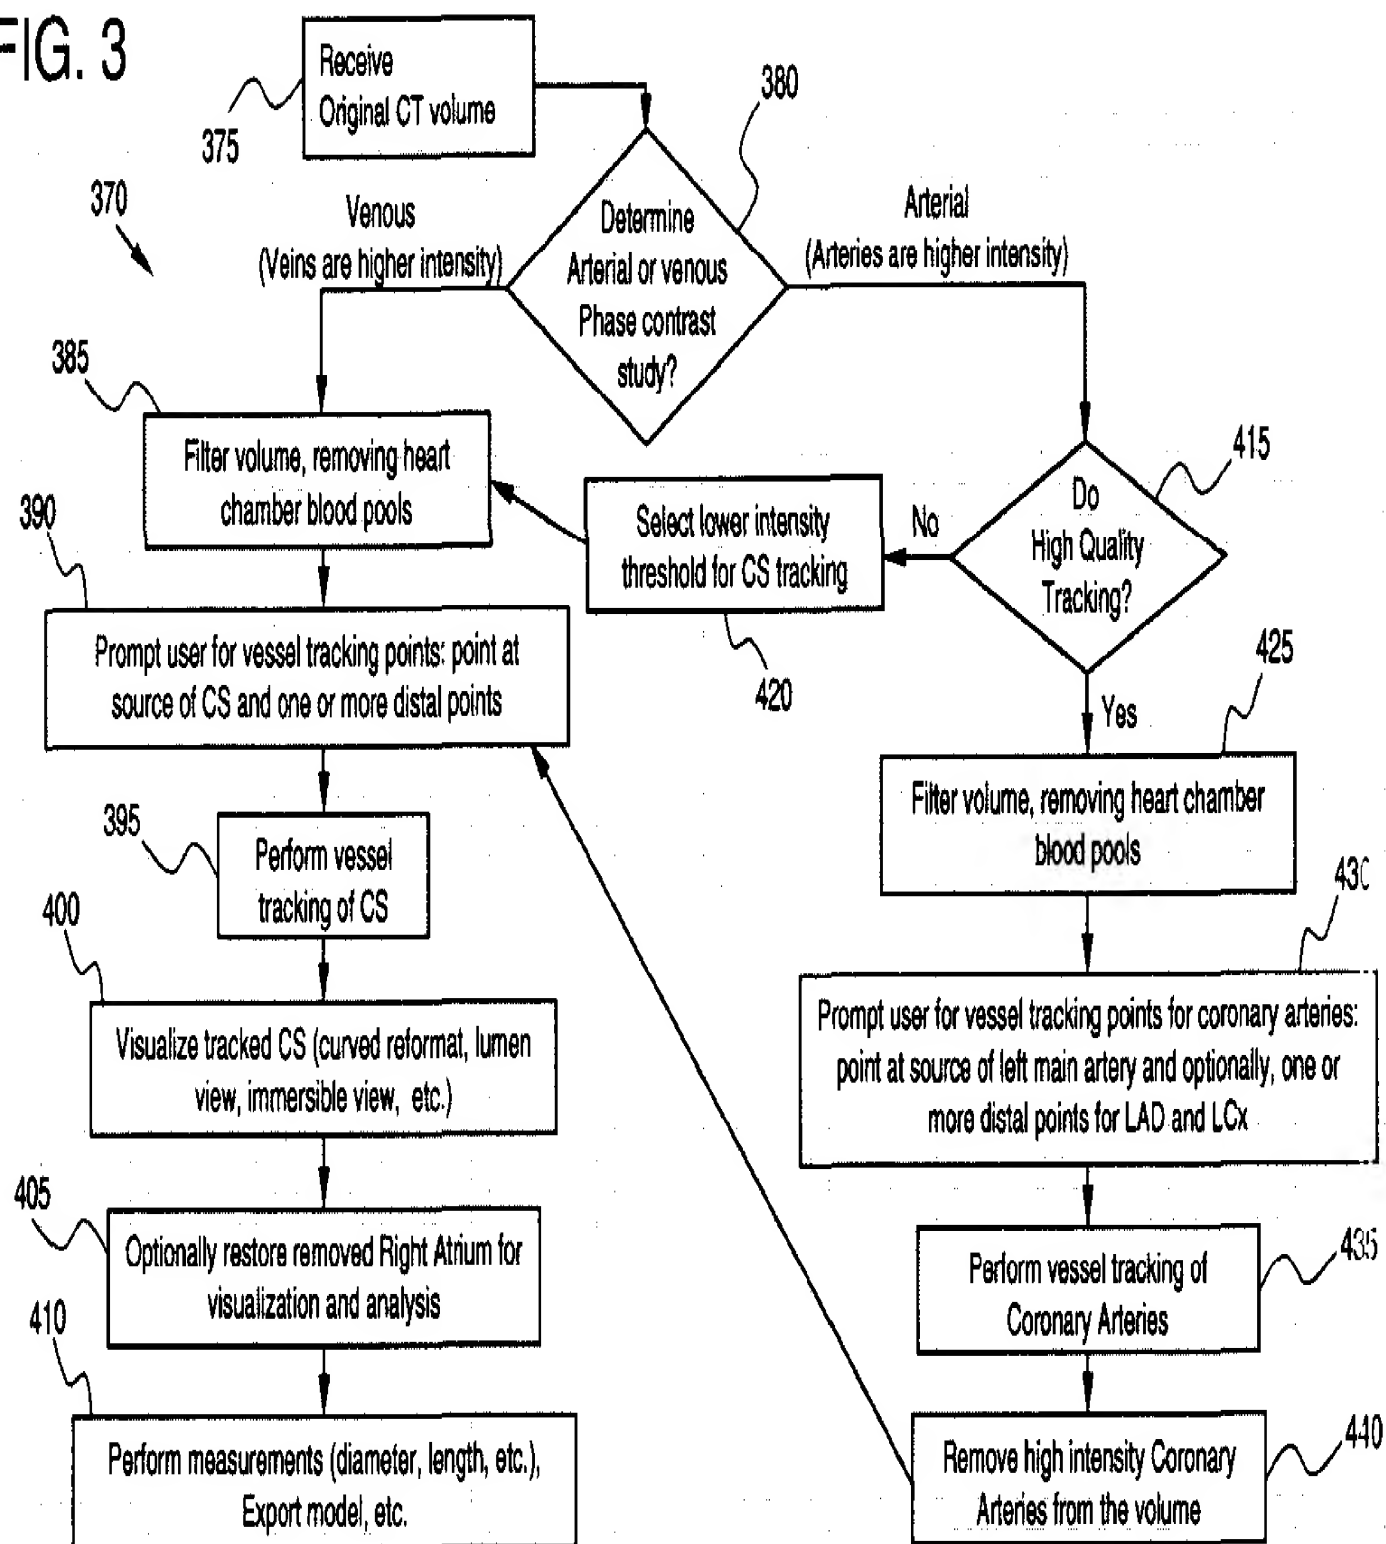 FIG. 3
Receive
Original CT volume
375
380
370
Venous
(Veins are higher intensity)
Determine
Arterial or venous
Phase contrast
study?
Arterial
(Arteries are higher intensity)
385
Filter volume, removing heart
chamber blood pools
415
Do
High Quality
Tracking?
No
Select lower intensity
threshold for CS tracking
420
390
Prompt user for vessel tracking points: point at
source of CS and one or more distal points
Yes
425
Filter volume, removing heart chamber
blood pools
395
Perform vessel
tracking of CS
430
Prompt user for vessel tracking points for coronary arteries:
point at source of left main artery and optionally, one or
more distal points for LAD and LCx
400
Visualize tracked CS (curved reformat, lumen
view, immersible view, etc.)
405
Optionally restore removed Right Atrium for
visualization and analysis
435
Perform vessel tracking of
Coronary Arteries
410
Perform measurements (diameter, length, etc.),
Export model, etc.
440
Remove high intensity Coronary
Arteries from the volume